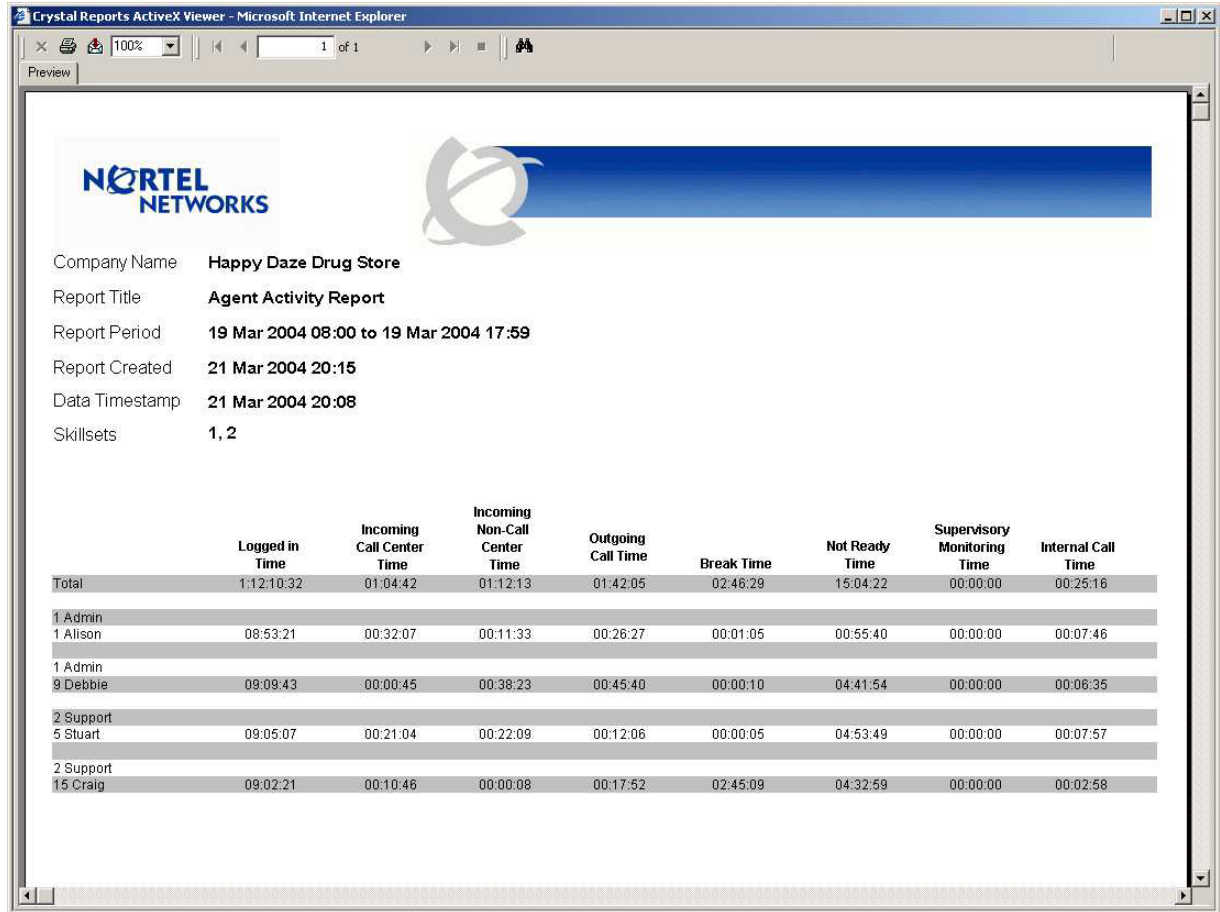 Crystal Reports ActiveX Viewer - Microsoft Internet Explorer
100% 1 of 1
Preview
NORTEL
NETWORKS
Company Name Happy Daze Drug Store
Report Title Agent Activity Report
Report Period 19 Mar 2004 08:00 to 19 Mar 2004 17:59
Report Created 21 Mar 2004 20:15
Data Timestamp 21 Mar 2004 20:08
Skillsets 1, 2
Logged in Time Incoming Call Center Time Incoming Non-Call Center Time Outgoing Call Time Break Time Not Ready Time Supervisory Monitoring Time Internal Call Time
Total 1:12:10:32 01:04:42 01:12:13 01:42:05 02:46:29 15:04:22 00:00:00 00:25:16
1 Admin
1 Alison 08:53:21 00:32:07 00:11:33 00:26:27 00:01:05 00:55:40 00:00:00 00:07:46
1 Admin
9 Debbie 09:09:43 00:00:45 00:38:23 00:45:40 00:00:10 04:41:54 00:00:00 00:06:35
2 Support
5 Stuart 09:05:07 00:21:04 00:22:09 00:12:06 00:00:05 04:53:49 00:00:00 00:07:57
2 Support
15 Craig 09:02:21 00:10:46 00:00:08 00:17:52 02:45:09 04:32:59 00:00:00 00:02:58